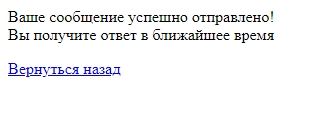 Ваше сообщение успешно отправлено!
Вы получите ответ в ближайшее время
Вернуться назад